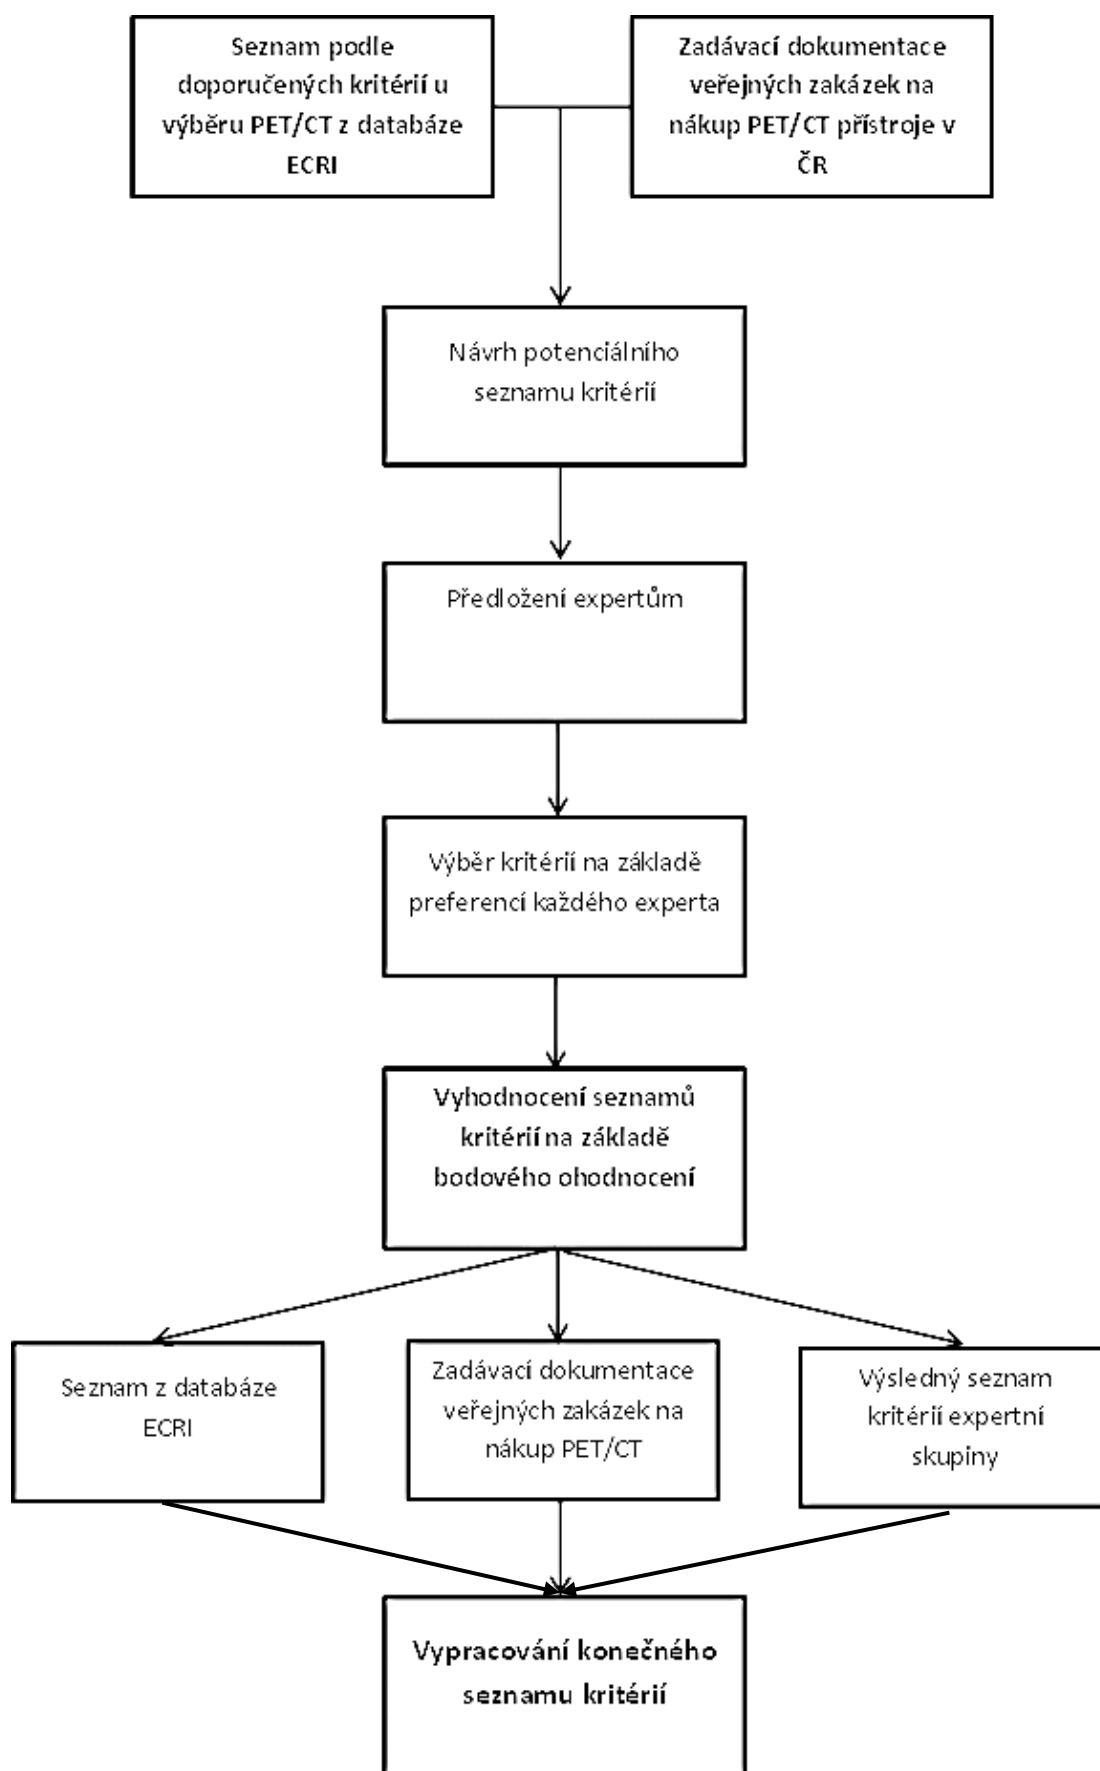 Seznam podle
doporučených kritérií u
výběru PET/CT z databáze
ECRI
Zadávací dokumentace
veřejných zakázek na
nákup PET/CT přístroje v
ČR
Návrh potenciálního
seznamu kritérií
Předložení expertům
Výběr kritérií na základě
preferencí každého experta
Vyhodnocení seznamů
kritérií na základě
bodového ohodnocení
Seznam z databáze
ECRI
Zadávací dokumentace
veřejných zakázek na
nákup PET/CT
Výsledný seznam
kritérií expertní
skupiny
Vypracování konečného
seznamu kritérií